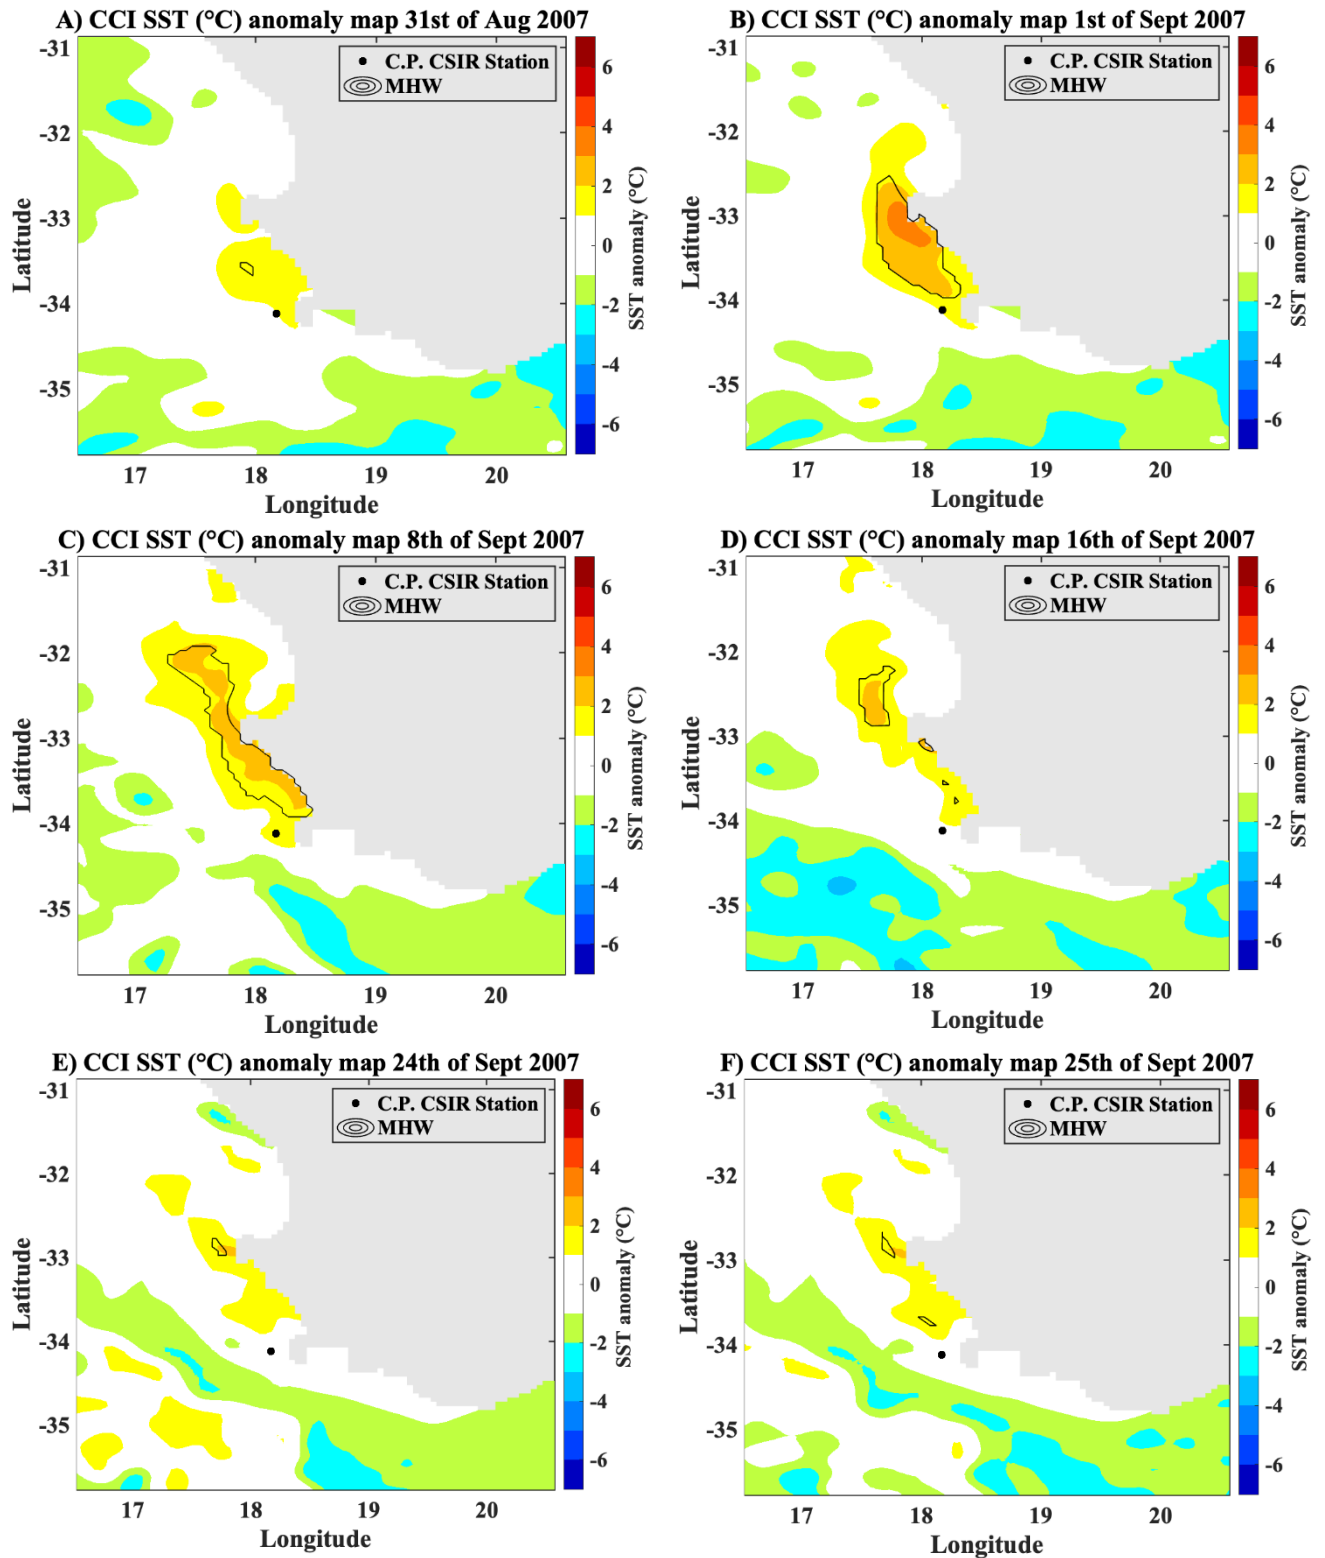 A) CCI SST (°C) anomaly map 31st of Aug 2007
C.P. CSIR Station
MHW
-31
-32
-33
-34
-35
Latitude
17
18
19
20
Longitude
6
4
2
0
-2
-4
-6
SST anomaly (°C)
B) CCI SST (°C) anomaly map 1st of Sept 2007
C.P. CSIR Station
MHW
-31
-32
-33
-34
-35
Latitude
17
18
19
20
Longitude
6
4
2
0
-2
-4
-6
SST anomaly (°C)
C) CCI SST (°C) anomaly map 8th of Sept 2007
C.P. CSIR Station
MHW
-31
-32
-33
-34
-35
Latitude
17
18
19
20
Longitude
6
4
2
0
-2
-4
-6
SST anomaly (°C)
D) CCI SST (°C) anomaly map 16th of Sept 2007
C.P. CSIR Station
MHW
-31
-32
-33
-34
-35
Latitude
17
18
19
20
Longitude
6
4
2
0
-2
-4
-6
SST anomaly (°C)
E) CCI SST (°C) anomaly map 24th of Sept 2007
C.P. CSIR Station
MHW
-31
-32
-33
-34
-35
Latitude
17
18
19
20
Longitude
6
4
2
0
-2
-4
-6
SST anomaly (°C)
F) CCI SST (°C) anomaly map 25th of Sept 2007
C.P. CSIR Station
MHW
-31
-32
-33
-34
-35
Latitude
17
18
19
20
Longitude
6
4
2
0
-2
-4
-6
SST anomaly (°C)